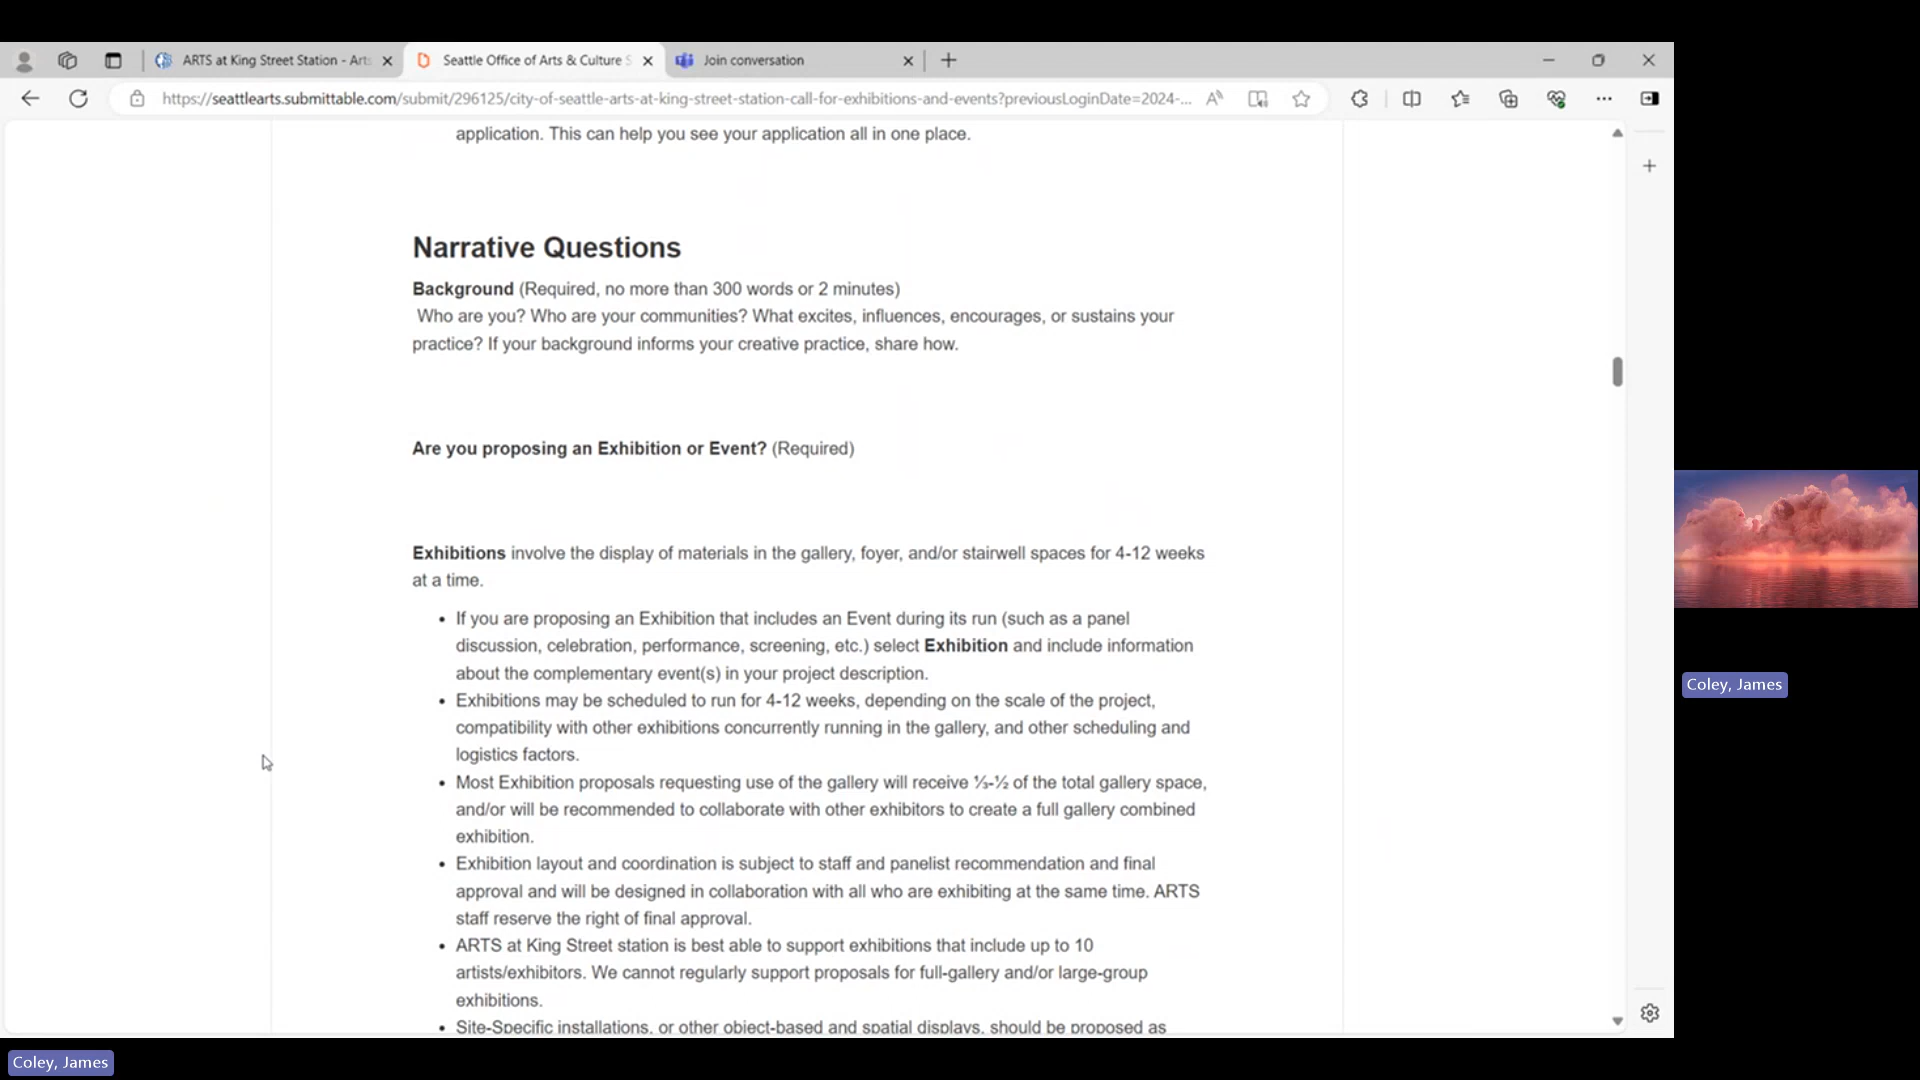 ARTS at King Street Station - Arts
Seattle Office of Arts & Culture S
Join conversation
https://seattlearts.submittable.com/submit/296125/city-of-seattle-arts-at-king-street-station-call-for-exhibitions-and-events?previousLoginDate=2024-...
application. This can help you see your application all in one place.
Narrative Questions
Background (Required, no more than 300 words or 2 minutes)
Who are you? Who are your communities? What excites, influences, encourages, or sustains your
practice? If your background informs your creative practice, share how.
Are you proposing an Exhibition or Event? (Required)
Exhibitions involve the display of materials in the gallery, foyer, and/or stairwell spaces for 4-12 weeks
at a time.
• If you are proposing an Exhibition that includes an Event during its run (such as a panel
discussion, celebration, performance, screening, etc.) select Exhibition and include information
about the complementary event(s) in your project description.
• Exhibitions may be scheduled to run for 4-12 weeks, depending on the scale of the project,
compatibility with other exhibitions concurrently running in the gallery, and other scheduling and
logistics factors.
• Most Exhibition proposals requesting use of the gallery will receive ⅓-½ of the total gallery space,
and/or will be recommended to collaborate with other exhibitors to create a full gallery combined
exhibition.
• Exhibition layout and coordination is subject to staff and panelist recommendation and final
approval and will be designed in collaboration with all who are exhibiting at the same time. ARTS
staff reserve the right of final approval.
• ARTS at King Street station is best able to support exhibitions that include up to 10
artists/exhibitors. We cannot regularly support proposals for full-gallery and/or large-group
exhibitions.
• Site-Specific installations, or other object-based and spatial displays, should be proposed as
Coley, James
Coley, James